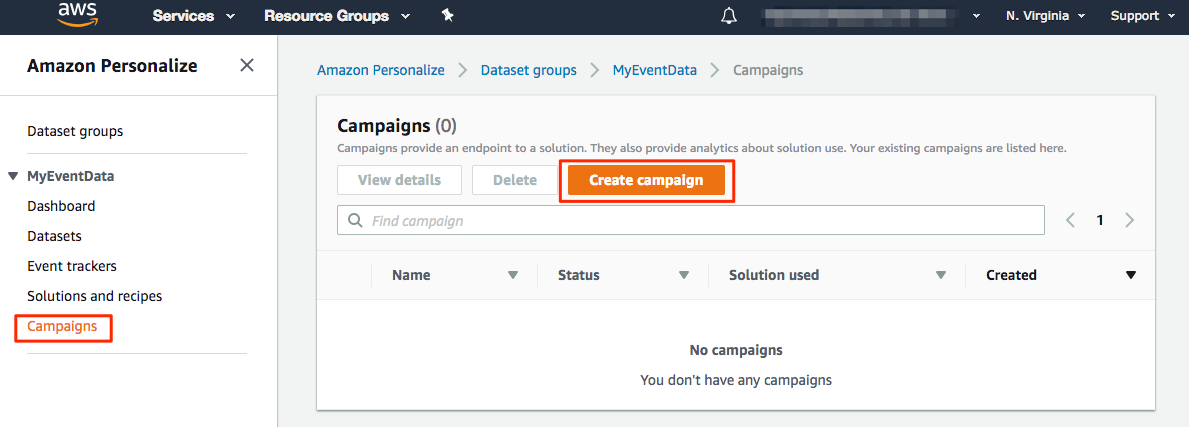 aws Services Resource Groups N. Virginia Support
Amazon Personalize
Dataset groups
MyEventData
Dashboard
Datasets
Event trackers
Solutions and recipes
Campaigns
Amazon Personalize Dataset groups MyEventData Campaigns
Campaigns (0)
Campaigns provide an endpoint to a solution. They also provide analytics about solution use. Your existing campaigns are listed here.
View details Delete Create campaign
Find campaign 1
Name Status Solution used Created
No campaigns
You don't have any campaigns